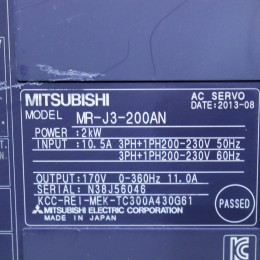 AC SERVO
MITSUBISHI DATE:2013-08
MODEL MR-J3-200AN
POWER :2kW
INPUT :10.5A 3PH+1PH200-230V 50Hz
3PH+1PH200-230V 60Hz
OUTPUT:170V 0-360Hz 11.0A
SERIAL:N38J56046
KCC-REI-MEK-TC300A430G61
MITSUBISHI ELECTRIC CORPORATION
MADE IN JAPAN
PASSED